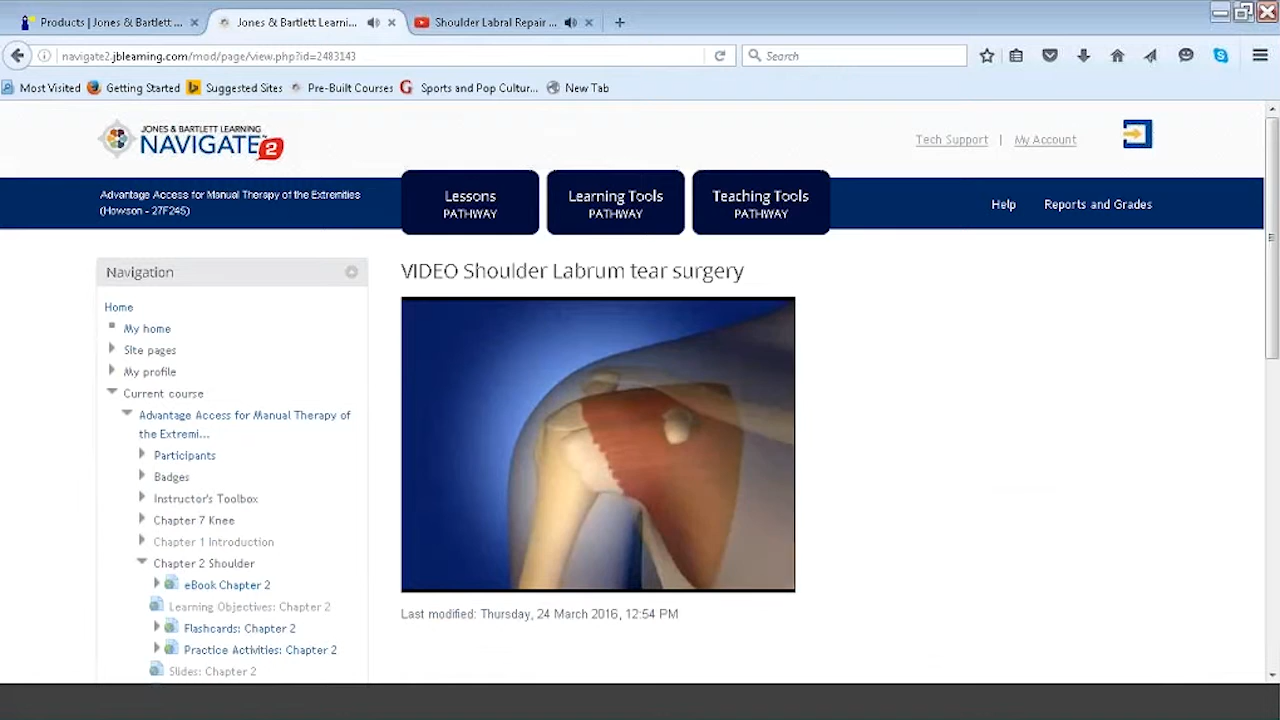 Products | Jones & Bartlett ...
Jones & Bartlett Learni...
Shoulder Labral Repair ...
navigate2.jblearning.com/mod/page/view.php?id=2483143
Search
Most Visited
Getting Started
Suggested Sites
Pre-Built Courses
Sports and Pop Cultur...
New Tab
JONES & BARTLETT LEARNING
NAVIGATE 2
Tech Support | My Account
Advantage Access for Manual Therapy of the Extremities
(Howson - 27F245)
Lessons
PATHWAY
Learning Tools
PATHWAY
Teaching Tools
PATHWAY
Help
Reports and Grades
Navigation
VIDEO Shoulder Labrum tear surgery
Home
My home
Site pages
My profile
Current course
Advantage Access for Manual Therapy of
the Extremi...
Participants
Badges
Instructor's Toolbox
Chapter 7 Knee
Chapter 1 Introduction
Chapter 2 Shoulder
eBook Chapter 2
Learning Objectives: Chapter 2
Flashcards: Chapter 2
Practice Activities: Chapter 2
Slides: Chapter 2
Last modified: Thursday, 24 March 2016, 12:54 PM